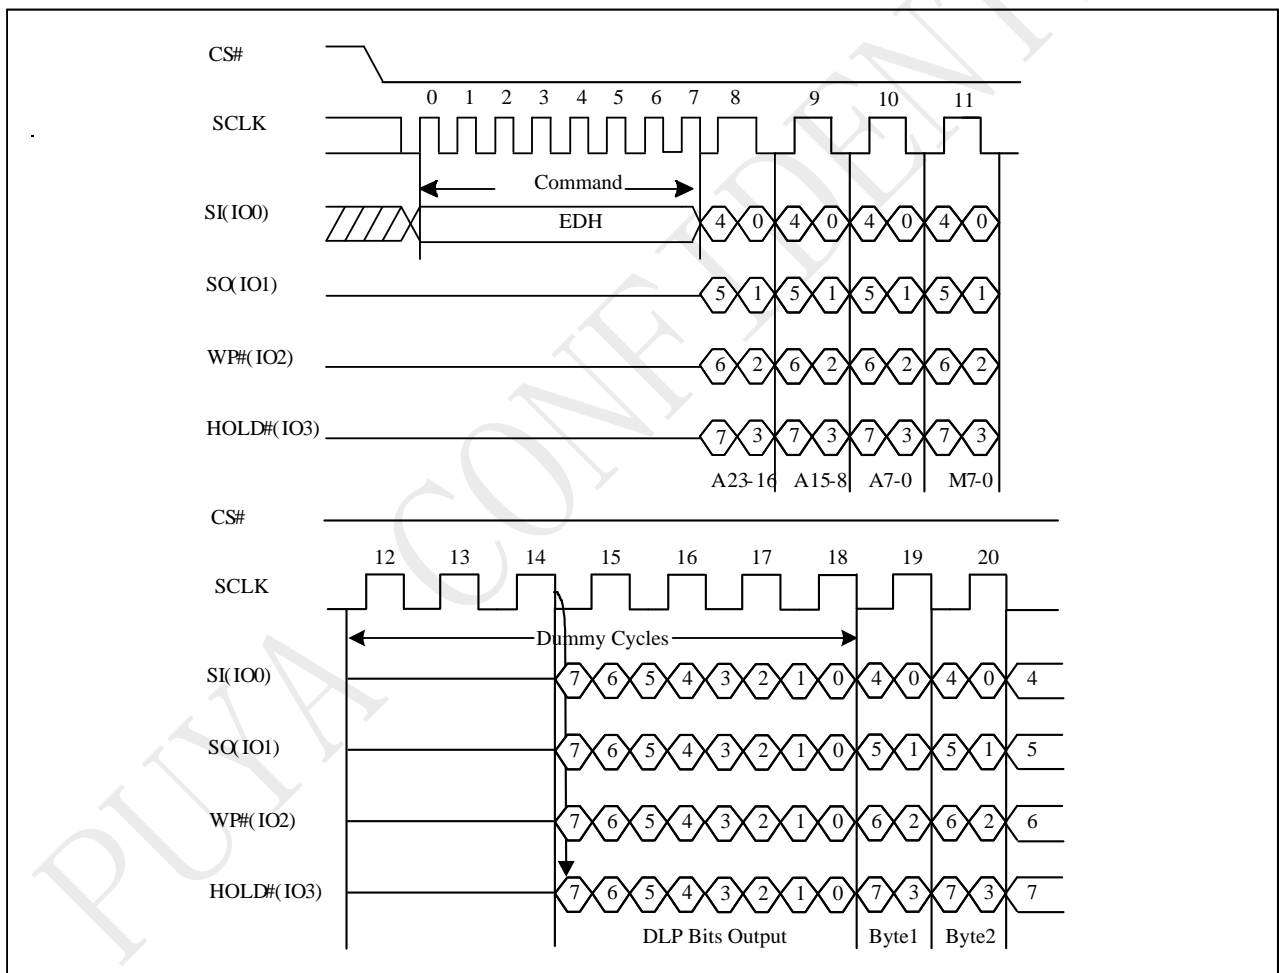 CS#
0 1 2 3 4 5 6 7 8 9 10 11
SCLK
Command
SI(IO0)
EDH
4 0 4 0 4 0 4 0
SO(IO1)
5 1 5 1 5 1 5 1
WP#(IO2)
6 2 6 2 6 2 6 2
HOLD#(IO3)
7 3 7 3 7 3 7 3
A23-16 A15-8 A7-0 M7-0
CS#
12 13 14 15 16 17 18 19 20
SCLK
Dummy Cycles
SI(IO0)
7 6 5 4 3 2 1 0 4 0 4 0 4
SO(IO1)
7 6 5 4 3 2 1 0 5 1 5 1 5
WP#(IO2)
7 6 5 4 3 2 1 0 6 2 6 2 6
HOLD#(IO3)
7 6 5 4 3 2 1 0 7 3 7 3 7
DLP Bits Output Byte1 Byte2
PUYA CONFIDENT